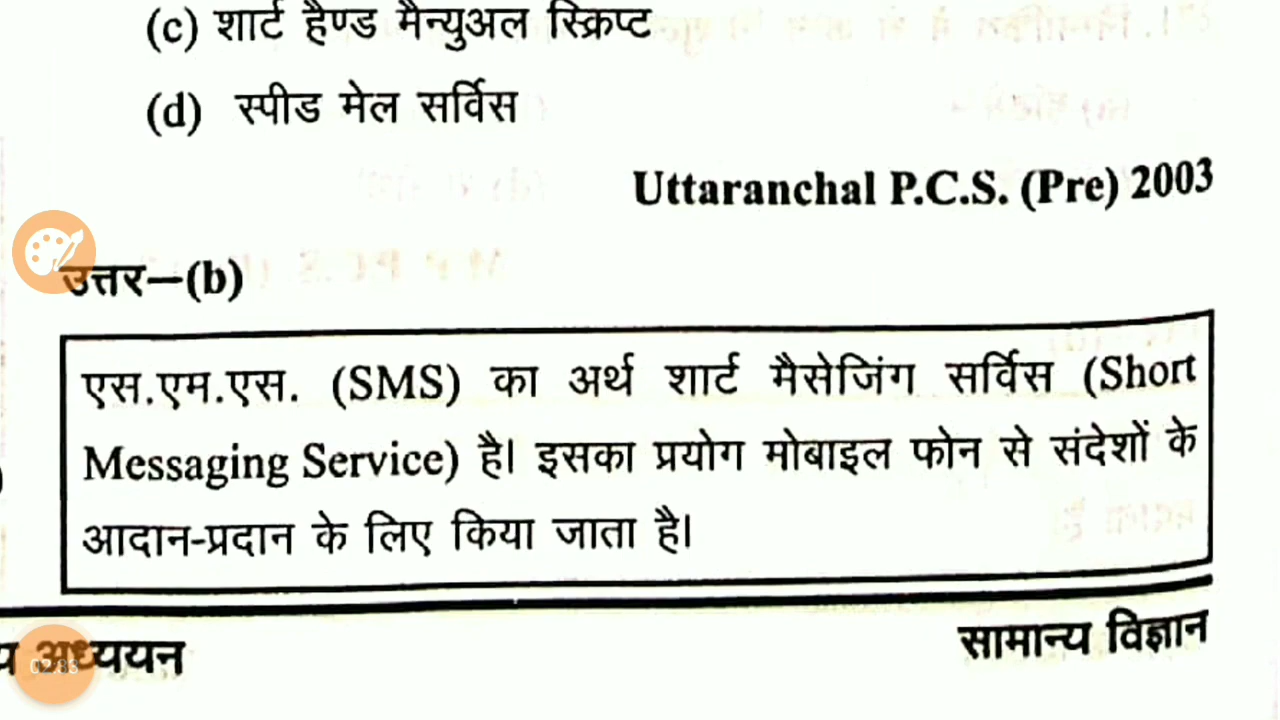 (c) शार्ट हैण्ड मैन्युअल स्क्रिप्ट
(d) स्पीड मेल सर्विस
Uttaranchal P.C.S. (Pre) 2003
उत्तर–(b)
एस.एम.एस. (SMS) का अर्थ शार्ट मैसेजिंग सर्विस (Short
Messaging Service) है। इसका प्रयोग मोबाइल फोन से संदेशों के
आदान-प्रदान के लिए किया जाता है।
अध्ययन
सामान्य विज्ञान